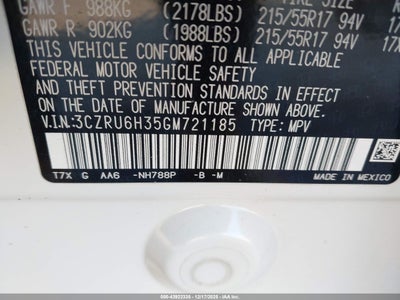 GAWR F 988KG (2178LBS) 215/55R17 94V 17
GAWR R 902KG (1988LBS) 215/55R17 94V 17X
THIS VEHICLE CONFORMS TO ALL APPLICABLE
FEDERAL MOTOR VEHICLE SAFETY
AND THEFT PREVENTION STANDARDS IN EFFECT
ON THE DATE OF MANUFACTURE SHOWN ABOVE.
V.I.N:3CZRU6H35GM721185 TYPE: MPV
T7X G AA6 -NH788P -B -M MADE IN MEXICO